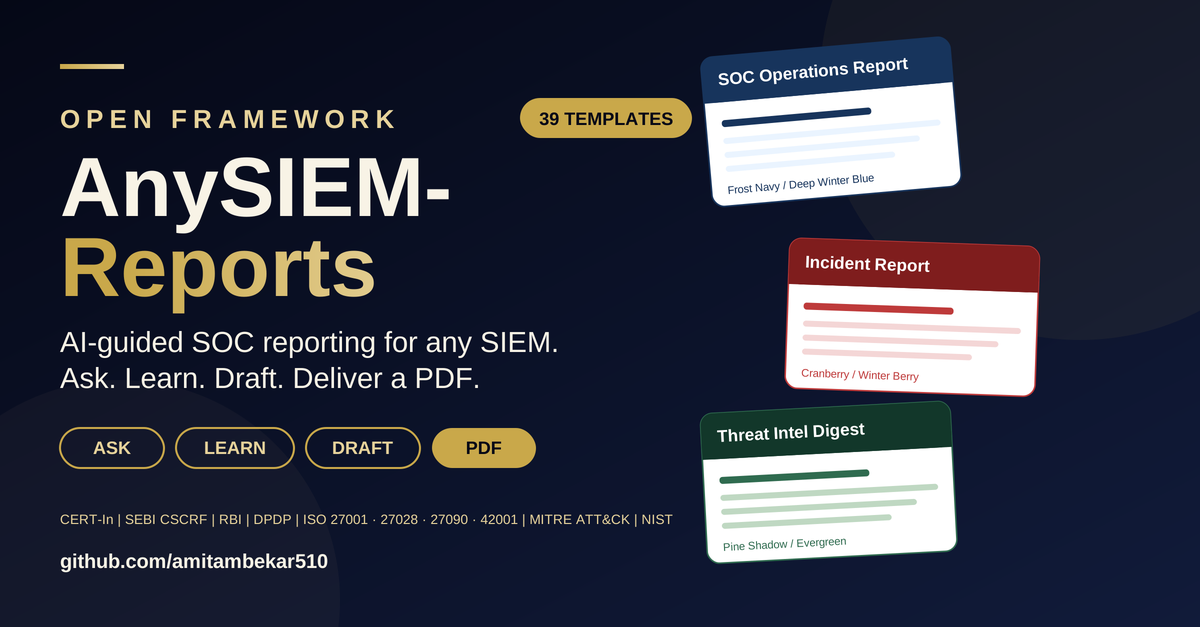 OPEN FRAMEWORK
39 TEMPLATES
AnySIEM-
Reports
AI-guided SOC reporting for any SIEM.
Ask. Learn. Draft. Deliver a PDF.
ASK
LEARN
DRAFT
PDF
CERT-In | SEBI CSCRF | RBI | DPDP | ISO 27001 · 27028 · 27090 · 42001 | MITRE ATT&CK | NIST
github.com/amitambekar510
SOC Operations Report
Frost Navy / Deep Winter Blue
Incident Report
Cranberry / Winter Berry
Threat Intel Digest
Pine Shadow / Evergreen